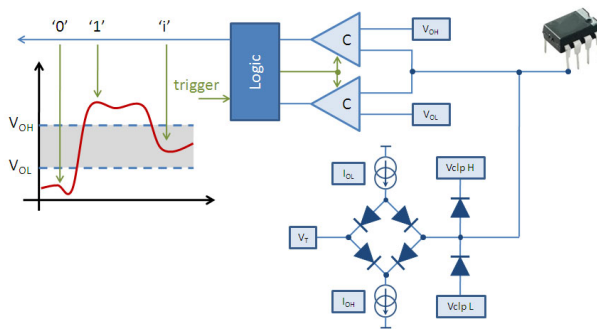 ‘0’ ‘1’ ‘i’
C
V_OH
trigger
Logic
V_OH
C
V_OL
V_OL
I_OL
Vclp H
V_T
I_OH
Vclp L